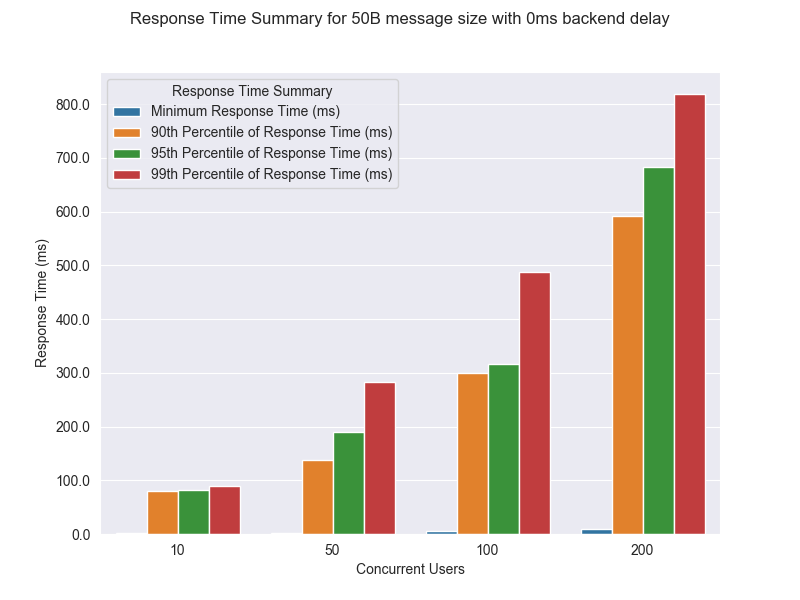 Response Time Summary for 50B message size with 0ms backend delay
Response Time Summary
Minimum Response Time (ms)
90th Percentile of Response Time (ms)
95th Percentile of Response Time (ms)
99th Percentile of Response Time (ms)
800.0
700.0
600.0
500.0
400.0
300.0
200.0
100.0
0.0
Response Time (ms)
10
50
100
200
Concurrent Users